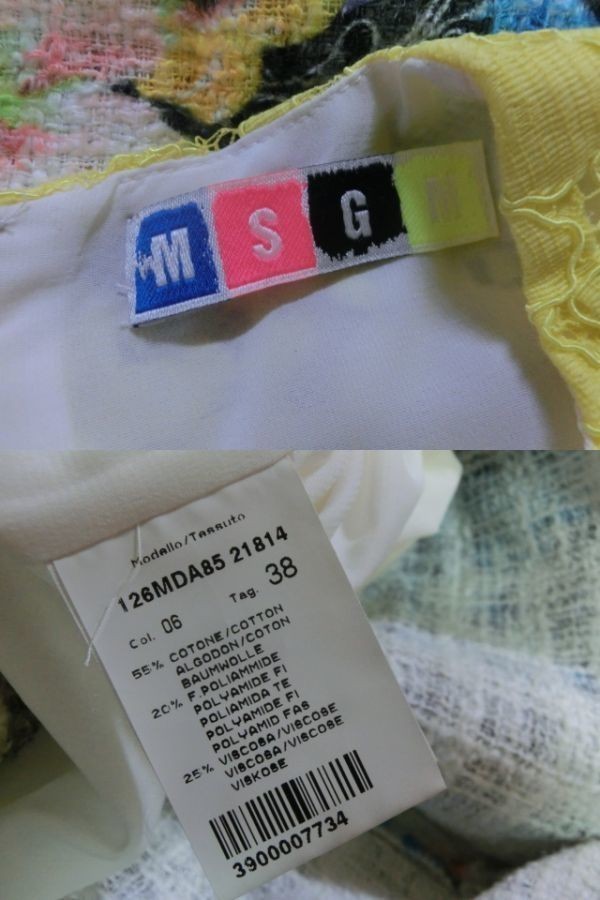 M S G M
Modello/Tessuto
126MDA85 21814
Col. 06 Tag. 38
55% COTONE/COTTON
ALGODON/COTON
BAUMWOLLE
20% F.POLIAMMIDE
POLYAMIDE FI
POLIAMIDA TE
POLYAMIDE FI
POLYAMID FAS
25% VISCOSA/VISCOSE
VISCOSA/VISCOSE
VISKOSE
3900007734